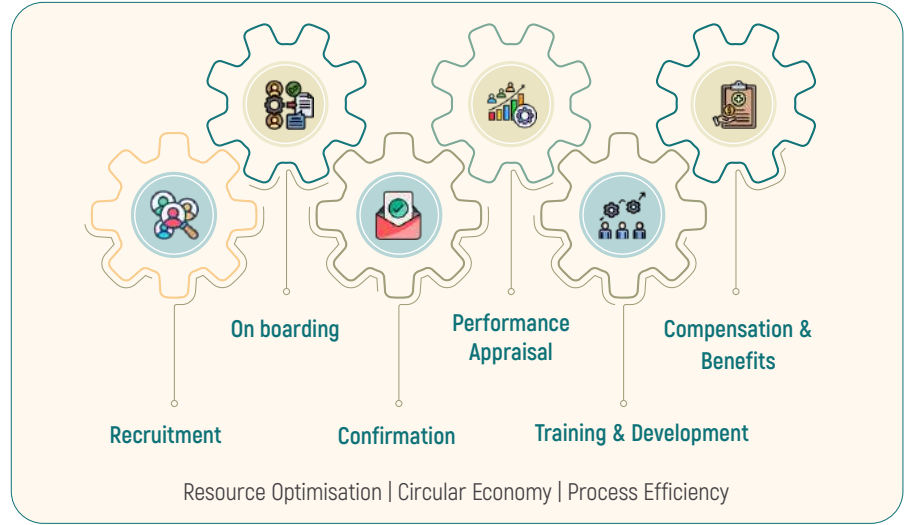 On boarding
Performance
Appraisal
Compensation &
Benefits
Recruitment
Confirmation
Training & Development
Resource Optimisation | Circular Economy | Process Efficiency